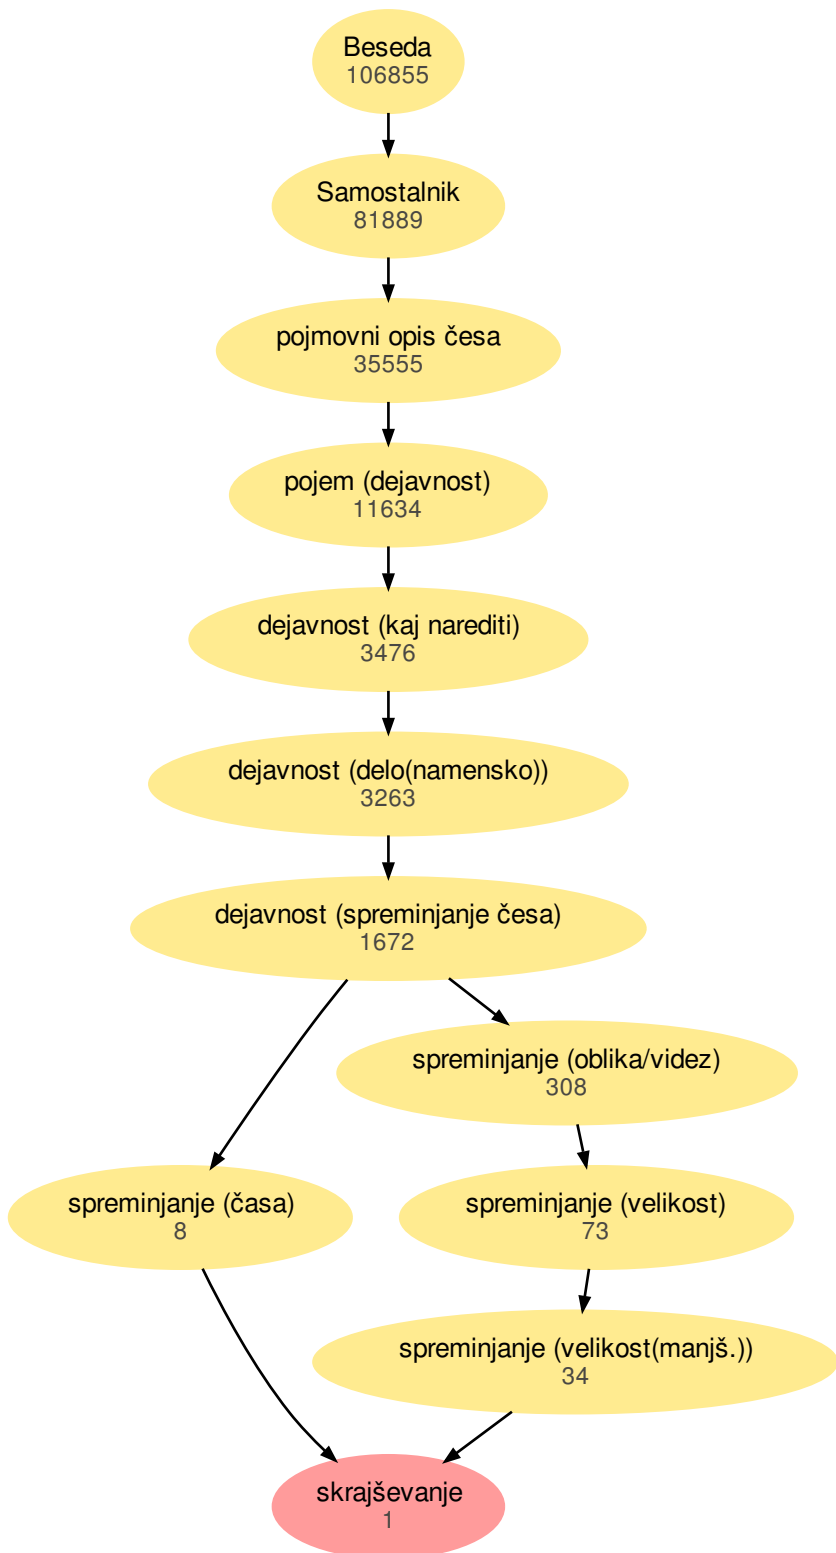 Beseda
106855
Samostalnik
81889
pojmovni opis česa
35555
pojem (dejavnost)
11634
dejavnost (kaj narediti)
3476
dejavnost (delo(namensko))
3263
dejavnost (spreminjanje česa)
1672
spreminjanje (oblika/videz)
308
spreminjanje (časa)
8
spreminjanje (velikost)
73
spreminjanje (velikost(manjš.))
34
skrajševanje
1